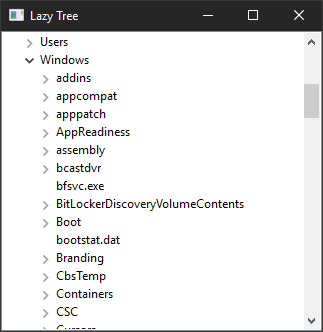 Lazy Tree
Users
Windows
addins
appcompat
apppatch
AppReadiness
assembly
bcastdvr
bfsvc.exe
BitLockerDiscoveryVolumeContents
Boot
bootstat.dat
Branding
CbsTemp
Containers
CSC